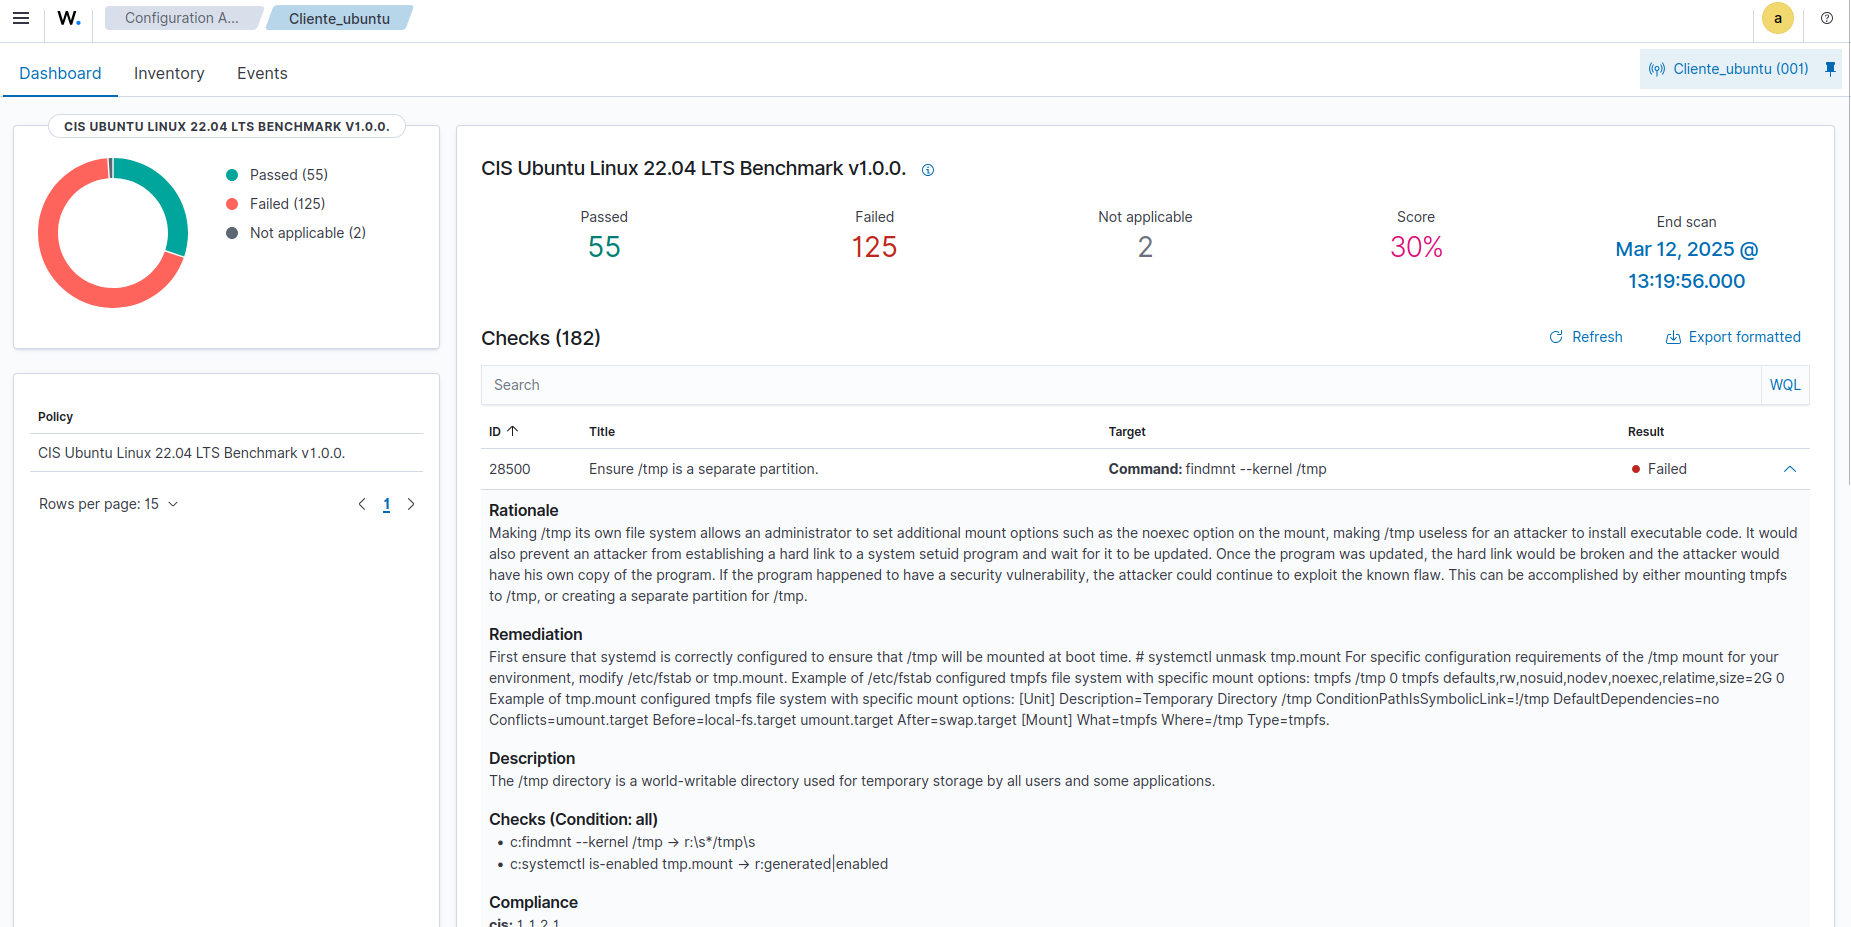 W.
Configuration A...
Cliente_ubuntu
a
Dashboard
Inventory
Events
Cliente_ubuntu (001)
CIS UBUNTU LINUX 22.04 LTS BENCHMARK V1.0.0.
Passed (55)
Failed (125)
Not applicable (2)
Policy
CIS Ubuntu Linux 22.04 LTS Benchmark v1.0.0.
Rows per page: 15
1
CIS Ubuntu Linux 22.04 LTS Benchmark v1.0.0.
Passed
55
Failed
125
Not applicable
2
Score
30%
End scan
Mar 12, 2025 @
13:19:56.000
Checks (182)
Refresh
Export formatted
Search
WQL
ID ↑ Title Target Result
28500 Ensure /tmp is a separate partition. Command: findmnt --kernel /tmp Failed
Rationale
Making /tmp its own file system allows an administrator to set additional mount options such as the noexec option on the mount, making /tmp useless for an attacker to install executable code. It would
also prevent an attacker from establishing a hard link to a system setuid program and wait for it to be updated. Once the program was updated, the hard link would be broken and the attacker would
have his own copy of the program. If the program happened to have a security vulnerability, the attacker could continue to exploit the known flaw. This can be accomplished by either mounting tmpfs
to /tmp, or creating a separate partition for /tmp.
Remediation
First ensure that systemd is correctly configured to ensure that /tmp will be mounted at boot time. # systemctl unmask tmp.mount For specific configuration requirements of the /tmp mount for your
environment, modify /etc/fstab or tmp.mount. Example of /etc/fstab configured tmpfs file system with specific mount options: tmpfs /tmp 0 tmpfs defaults,rw,nosuid,nodev,noexec,relatime,size=2G 0
Example of tmp.mount configured tmpfs file system with specific mount options: [Unit] Description=Temporary Directory /tmp ConditionPathIsSymbolicLink=!/tmp DefaultDependencies=no
Conflicts=umount.target Before=local-fs.target umount.target After=swap.target [Mount] What=tmpfs Where=/tmp Type=tmpfs.
Description
The /tmp directory is a world-writable directory used for temporary storage by all users and some applications.
Checks (Condition: all)
• c:findmnt --kernel /tmp → r:\s*/tmp\s
• c:systemctl is-enabled tmp.mount → r:generated|enabled
Compliance
cis: 1.1.2.1